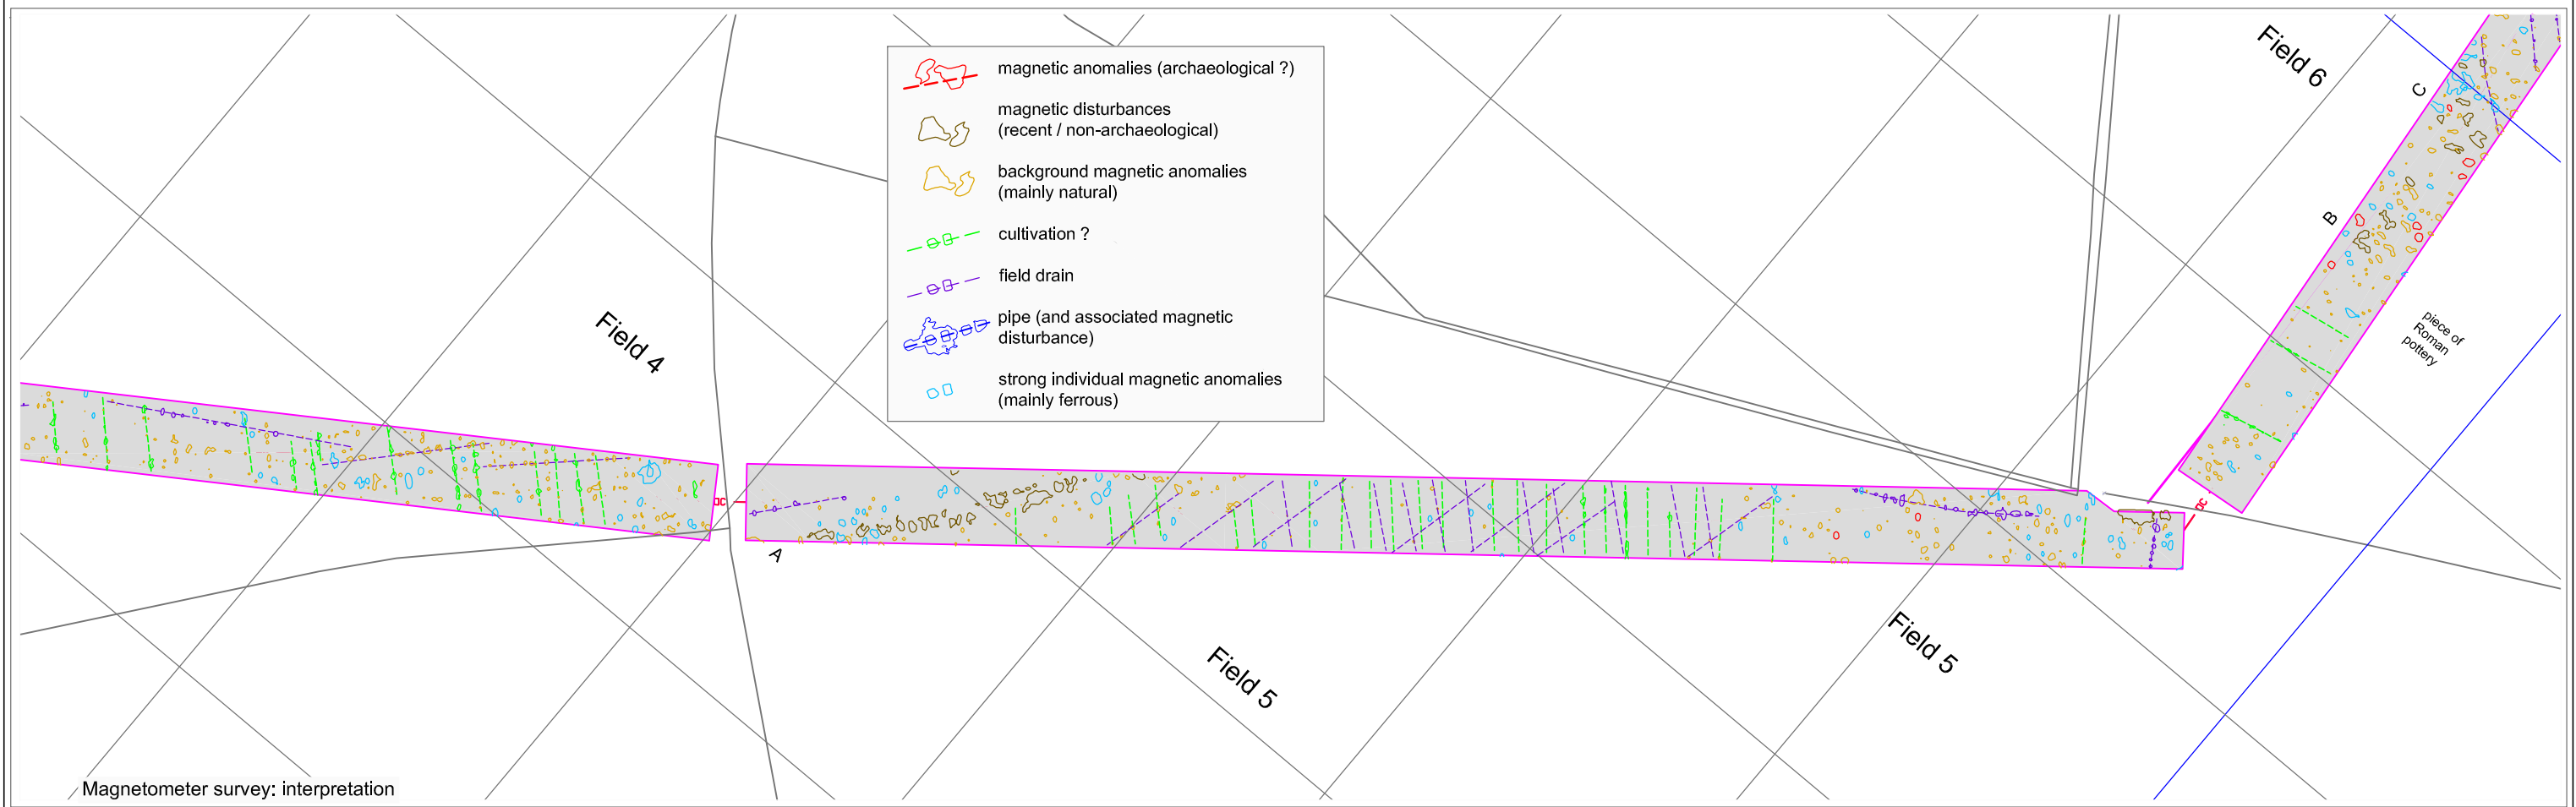 magnetic anomalies (archaeological ?)
magnetic disturbances
(recent / non-archaeological)
background magnetic anomalies
(mainly natural)
cultivation ?
field drain
pipe (and associated magnetic
disturbance)
strong individual magnetic anomalies
(mainly ferrous)
Field 6
C
B
piece of
Roman
pottery
Field 4
A
Field 5
Field 5
Magnetometer survey: interpretation